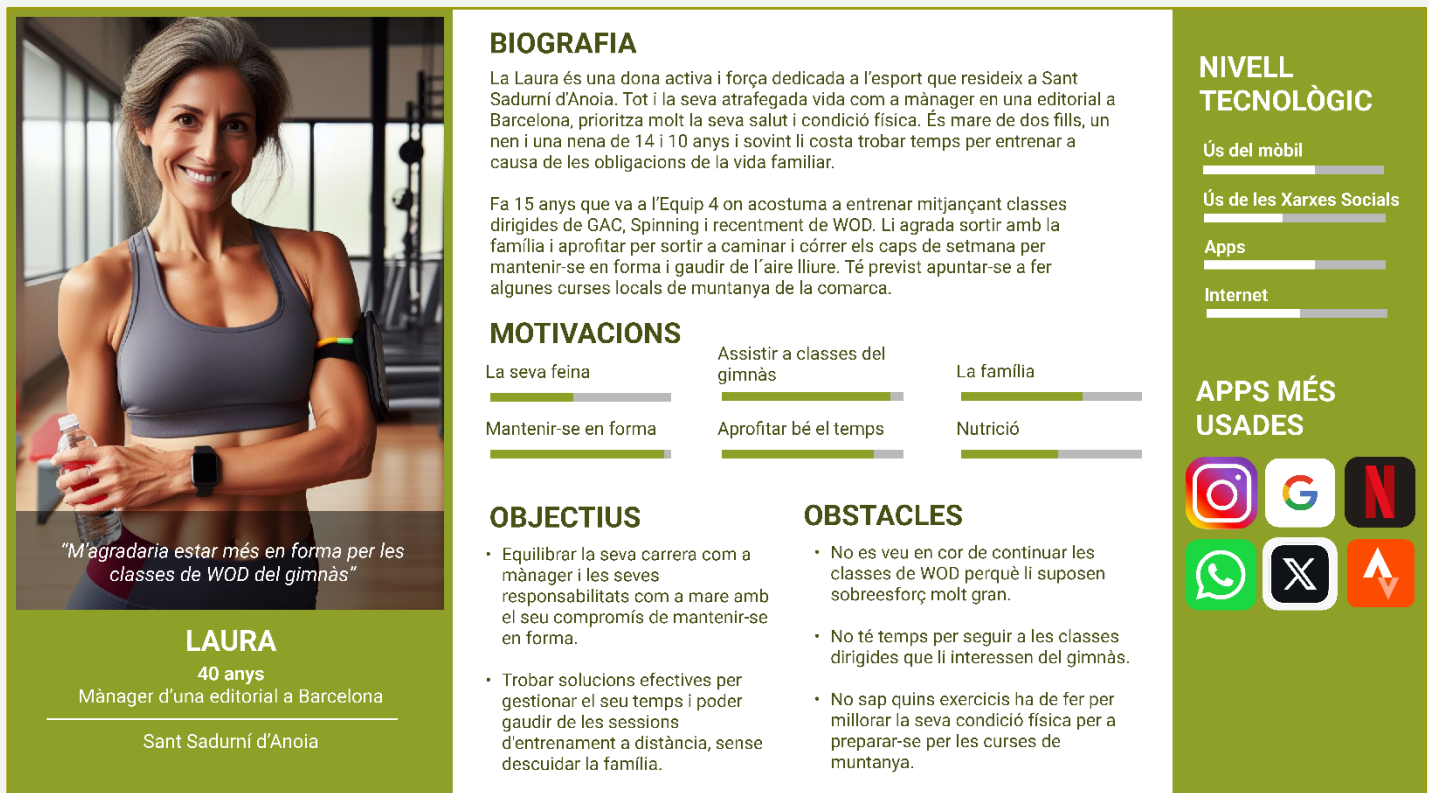 “M’agradaria estar més en forma per les
classes de WOD del gimnàs”
LAURA
40 anys
Mànager d’una editorial a Barcelona
Sant Sadurní d’Anoia
BIOGRAFIA
La Laura és una dona activa i força dedicada a l’esport que resideix a Sant
Sadurní d’Anoia. Tot i la seva atrafegada vida com a mànager en una editorial a
Barcelona, prioritza molt la seva salut i condició física. És mare de dos fills, un
nen i una nena de 14 i 10 anys i sovint li costa trobar temps per entrenar a
causa de les obligacions de la vida familiar.
Fa 15 anys que va a l’Equip 4 on acostuma a entrenar mitjançant classes
dirigides de GAC, Spinning i recentment de WOD. Li agrada sortir amb la
família i aprofitar per sortir a caminar i córrer els caps de setmana per
mantenir-se en forma i gaudir de l´aire lliure. Té previst apuntar-se a fer
algunes curses locals de muntanya de la comarca.
MOTIVACIONS
La seva feina
Assistir a classes del
gimnàs
La família
Mantenir-se en forma
Aprofitar bé el temps
Nutrició
OBJECTIUS
• Equilibrar la seva carrera com a
mànager i les seves
responsabilitats com a mare amb
el seu compromís de mantenir-se
en forma.
• Trobar solucions efectives per
gestionar el seu temps i poder
gaudir de les sessions
d'entrenament a distància, sense
descuidar la família.
OBSTACLES
• No es veu en cor de continuar les
classes de WOD perquè li suposen
sobreesforç molt gran.
• No té temps per seguir a les classes
dirigides que li interessen del gimnàs.
• No sap quins exercicis ha de fer per
millorar la seva condició física per a
preparar-se per les curses de
muntanya.
NIVELL
TECNOLÒGIC
Ús del mòbil
Ús de les Xarxes Socials
Apps
Internet
APPS MÉS
USADES